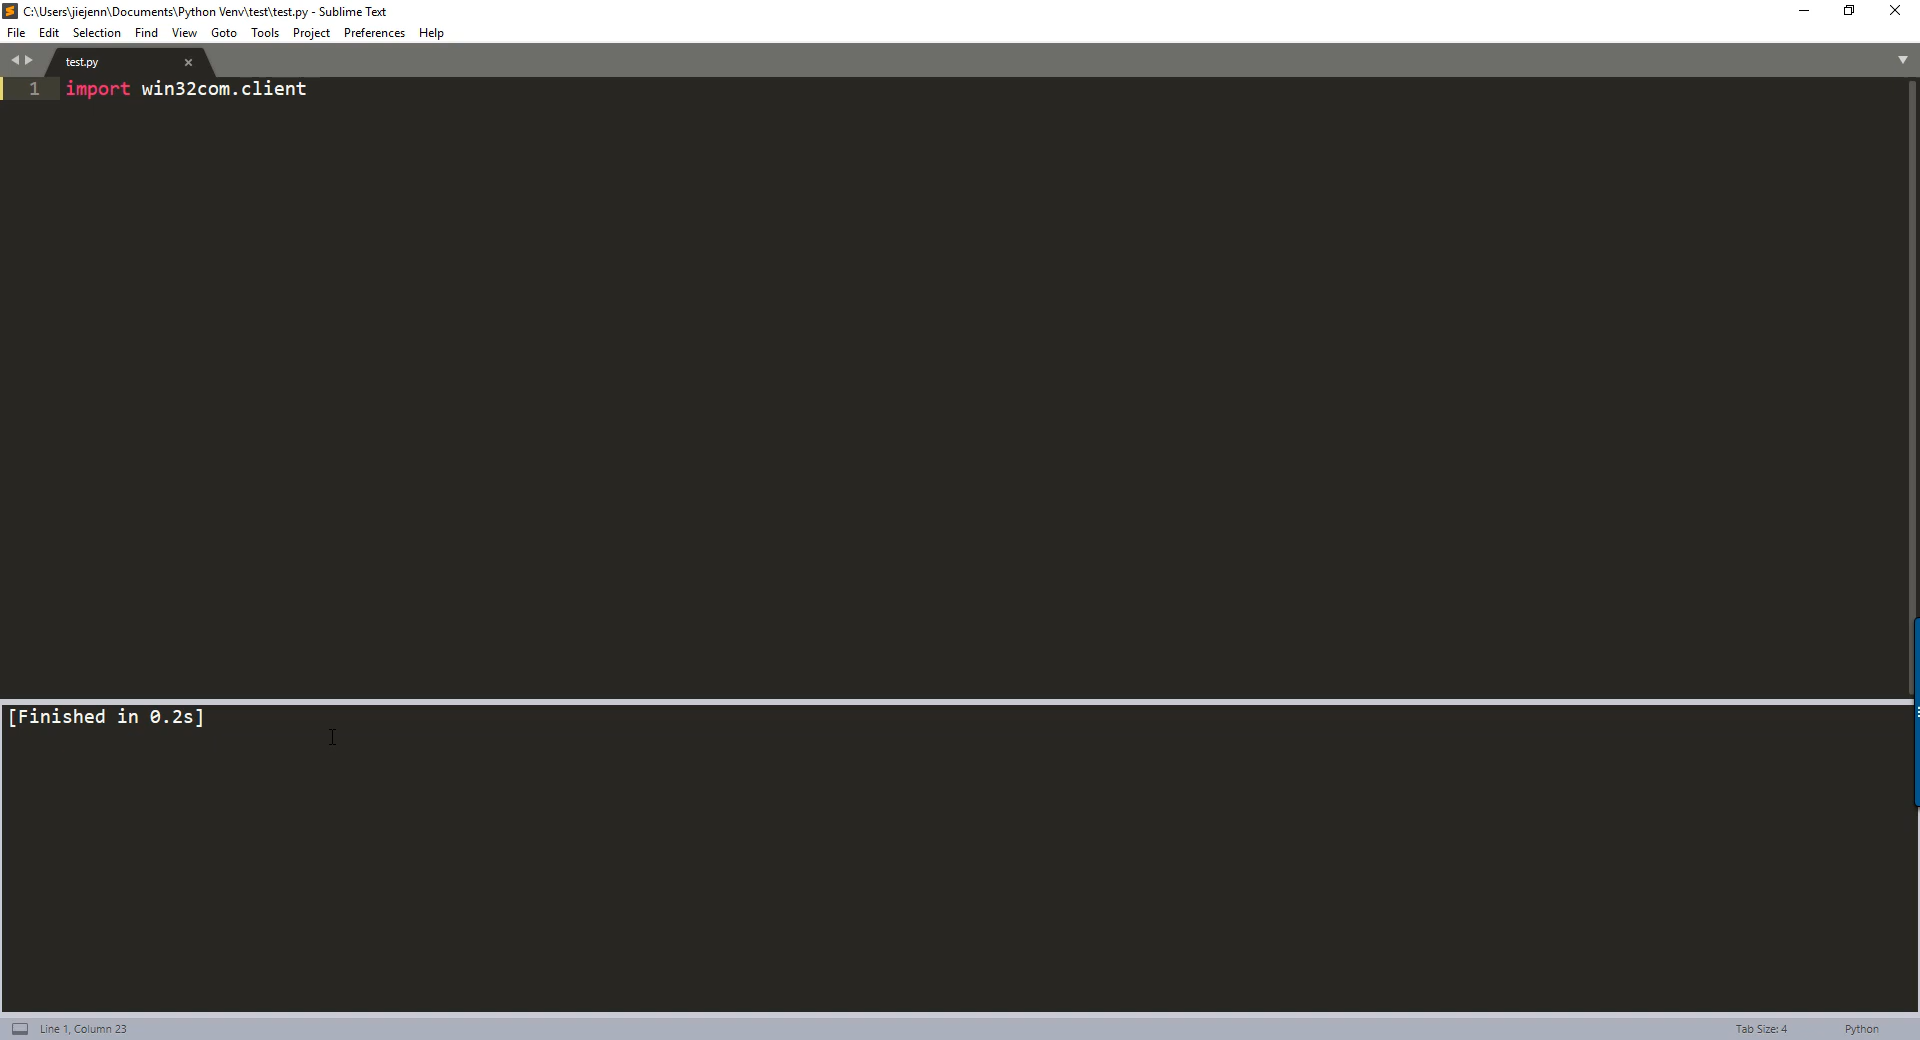 C:\Users\jiejenn\Documents\Python Venv\test\test.py - Sublime Text
File Edit Selection Find View Goto Tools Project Preferences Help
test.py
1 import win32com.client
[Finished in 0.2s]
Line 1, Column 23 Tab Size: 4 Python